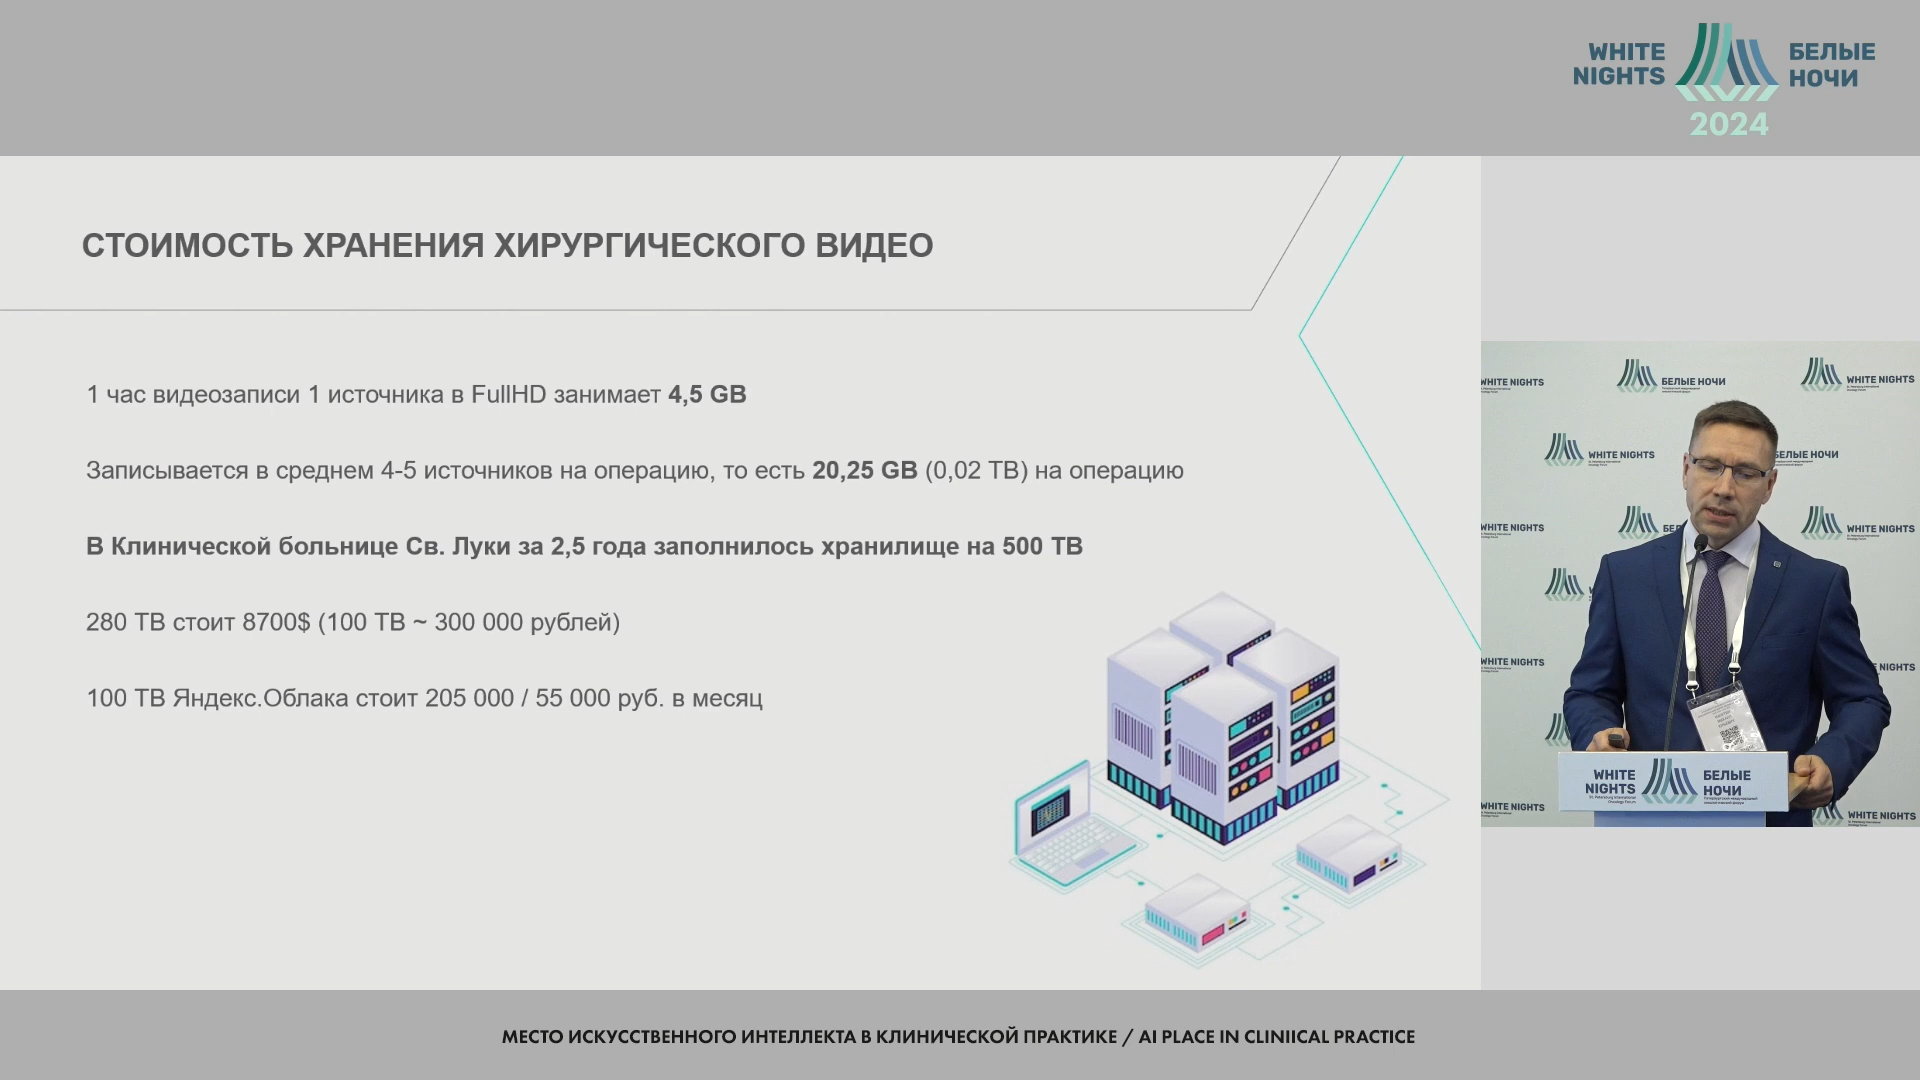 WHITE
NIGHTS
БЕЛЫЕ
НОЧИ
2024
СТОИМОСТЬ ХРАНЕНИЯ ХИРУРГИЧЕСКОГО ВИДЕО
1 час видеозаписи 1 источника в FullHD занимает 4,5 GB
Записывается в среднем 4-5 источников на операцию, то есть 20,25 GB (0,02 TB) на операцию
В Клинической больнице Св. Луки за 2,5 года заполнилось хранилище на 500 TB
280 TB стоит 8700$ (100 TB ~ 300 000 рублей)
100 TB Яндекс.Облака стоит 205 000 / 55 000 руб. в месяц
WHITE NIGHTS
БЕЛЫЕ НОЧИ
WHITE NIGHTS
WHITE NIGHTS
БЕЛЫЕ НОЧИ
WHITE NIGHTS
WHITE NIGHTS
WHITE NIGHTS
NIGHTS
WHITE NIGHTS
WHITE NIGHTS
WHITE
NIGHTS
St. Petersburg International
Oncology Forum
БЕЛЫЕ
НОЧИ
МЕСТО ИСКУССТВЕННОГО ИНТЕЛЛЕКТА В КЛИНИЧЕСКОЙ ПРАКТИКЕ / AI PLACE IN CLINIICAL PRACTICE